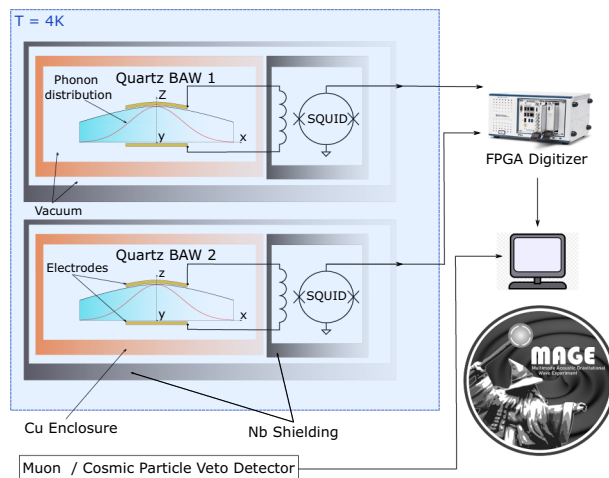 T = 4K
Quartz BAW 1
Phonon
distribution
z
y
x
SQUID
FPGA Digitizer
Vacuum
Quartz BAW 2
Electrodes
z
y
x
SQUID
MAGE
Multimode Acoustic Gravitational
Wave Experiment
Cu Enclosure
Nb Shielding
Muon / Cosmic Particle Veto Detector